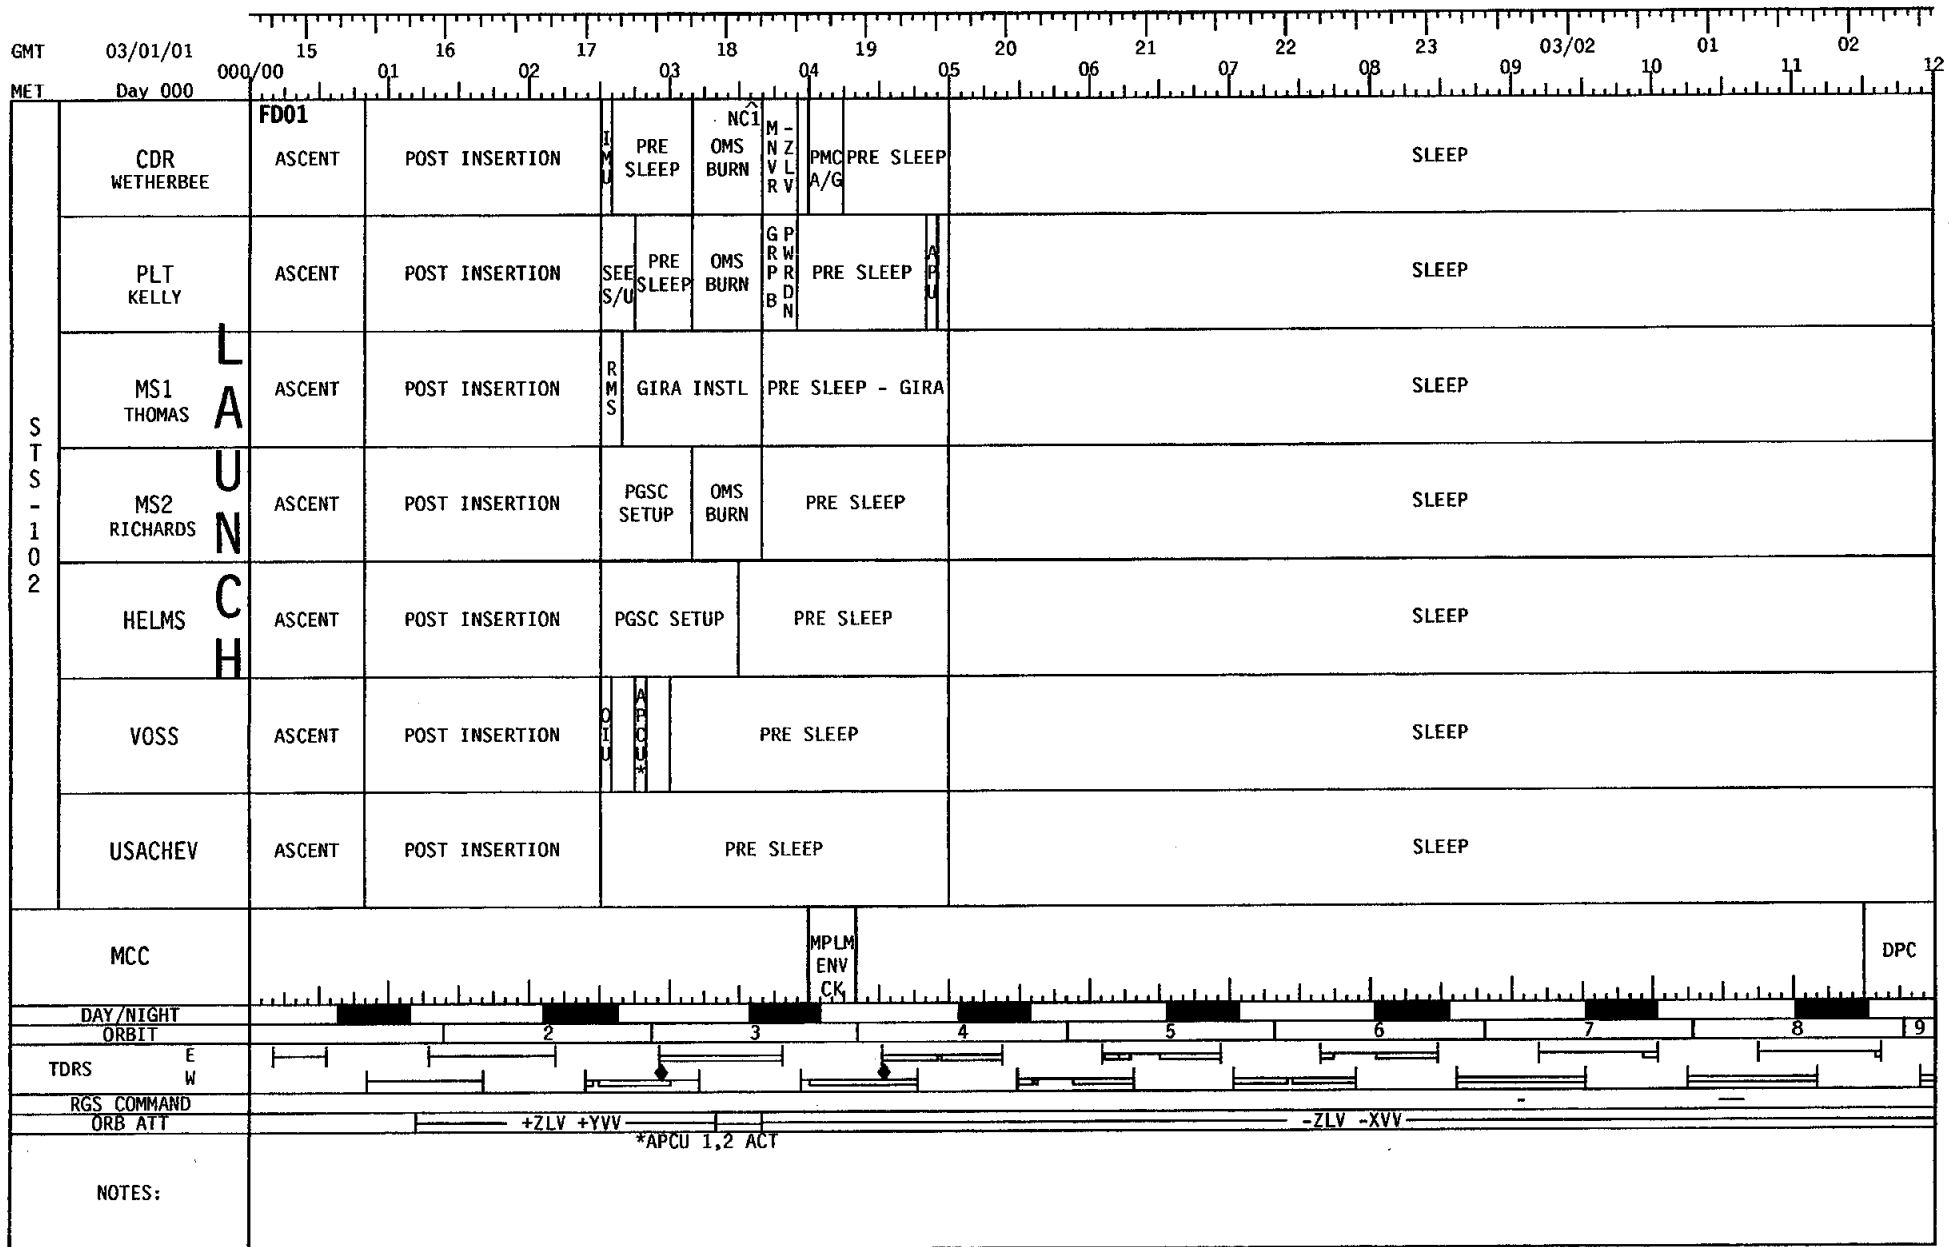 GMT 03/01/01 15 16 17 18 19 20 21 22 23 03/02 01 02
MET Day 000 000/00 01 02 03 04 05 06 07 08 09 10 11 12
STS-102
LAUNCH
FD01
NC1
CDR WETHERBEE
ASCENT POST INSERTION IMU PRE SLEEP OMS BURN MNVR -ZLV PMC A/G PRE SLEEP SLEEP
PLT KELLY
ASCENT POST INSERTION SEE S/U PRE SLEEP OMS BURN GRP B PWRDN PRE SLEEP APU SLEEP
MS1 THOMAS
ASCENT POST INSERTION RMS GIRA INSTL PRE SLEEP - GIRA SLEEP
MS2 RICHARDS
ASCENT POST INSERTION PGSC SETUP OMS BURN PRE SLEEP SLEEP
HELMS
ASCENT POST INSERTION PGSC SETUP PRE SLEEP SLEEP
VOSS
ASCENT POST INSERTION OIU APCU* PRE SLEEP SLEEP
USACHEV
ASCENT POST INSERTION PRE SLEEP SLEEP
MCC MPLM ENV CK DPC
DAY/NIGHT
ORBIT 2 3 4 5 6 7 8 9
TDRS E
W
RGS COMMAND
ORB ATT +ZLV +YVV -ZLV -XVV
*APCU 1,2 ACT
NOTES: